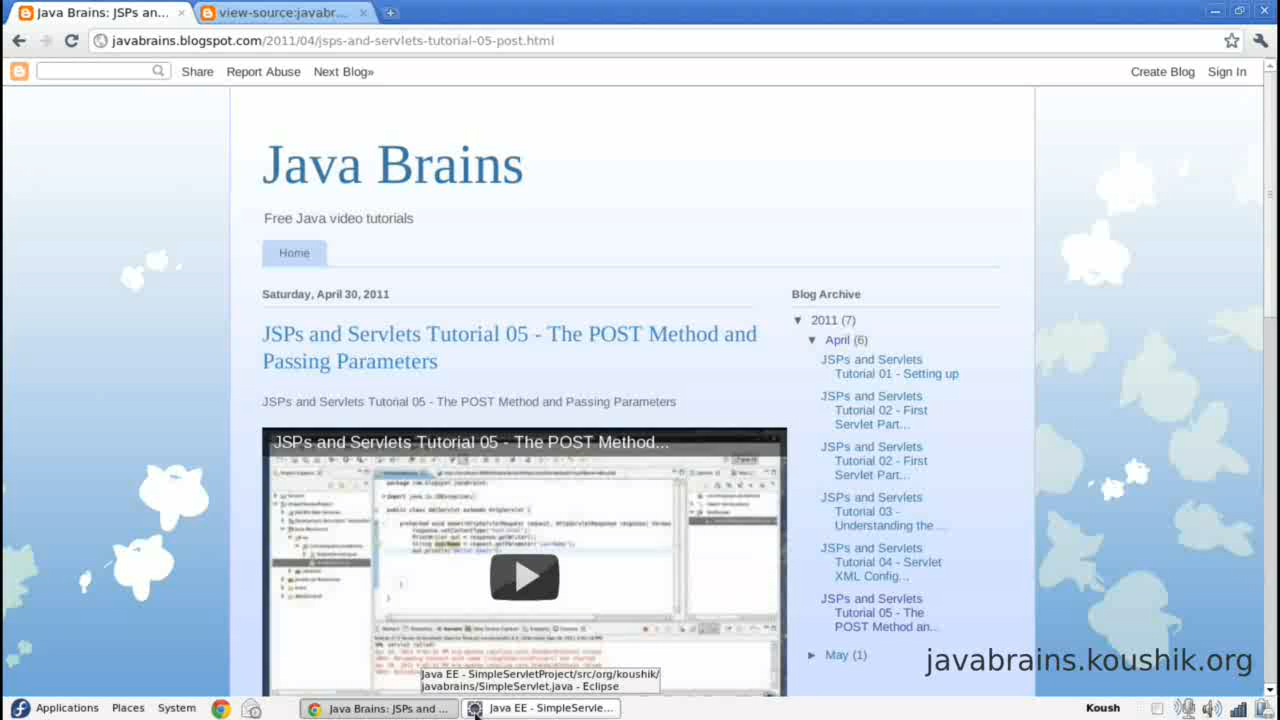 Java Brains: JSPs an...
view-source:javabr...
javabrains.blogspot.com/2011/04/jsps-and-servlets-tutorial-05-post.html
Share Report Abuse Next Blog» Create Blog Sign In
Java Brains
Free Java video tutorials
Home
Saturday, April 30, 2011
JSPs and Servlets Tutorial 05 - The POST Method and
Passing Parameters
JSPs and Servlets Tutorial 05 - The POST Method and Passing Parameters
JSPs and Servlets Tutorial 05 - The POST Method...
Blog Archive
▼ 2011 (7)
▼ April (6)
JSPs and Servlets
Tutorial 01 - Setting up
JSPs and Servlets
Tutorial 02 - First
Servlet Part...
JSPs and Servlets
Tutorial 02 - First
Servlet Part...
JSPs and Servlets
Tutorial 03 -
Understanding the ...
JSPs and Servlets
Tutorial 04 - Servlet
XML Config...
JSPs and Servlets
Tutorial 05 - The
POST Method an...
► May (1)
javabrains.koushik.org
Java EE - SimpleServletProject/src/org/koushik/
javabrains/SimpleServlet.java - Eclipse
Applications Places System
Java Brains: JSPs and ...
Java EE - SimpleServle...
Koush